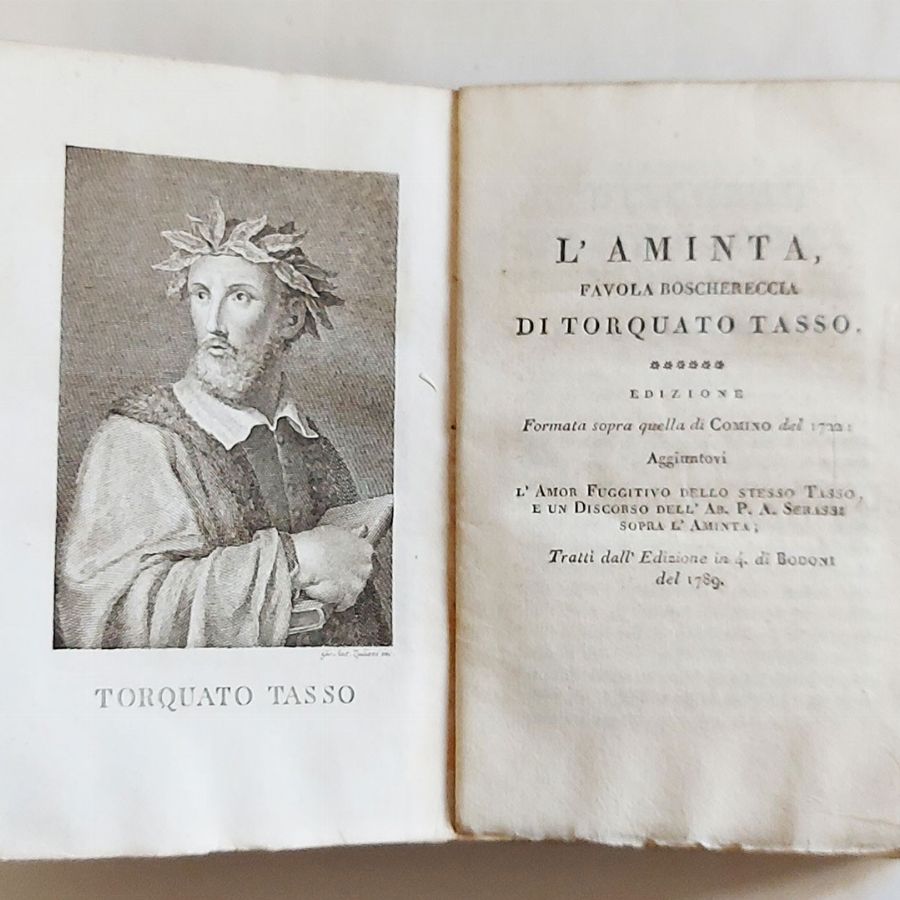 TORQUATO TASSO
L' AMINTA,
FAVOLA BOSCHERECCIA
DI TORQUATO TASSO.
EDIZIONE
Formata sopra quella di COMINO del 1722:
Aggiuntovi
L' AMOR FUGGITIVO DELLO STESSO TASSO,
E UN DISCORSO DELL' AB. P. A. SERASSI
SOPRA L' AMINTA;
Tratti dall' Edizione in 4. di BODONI
del 1789.